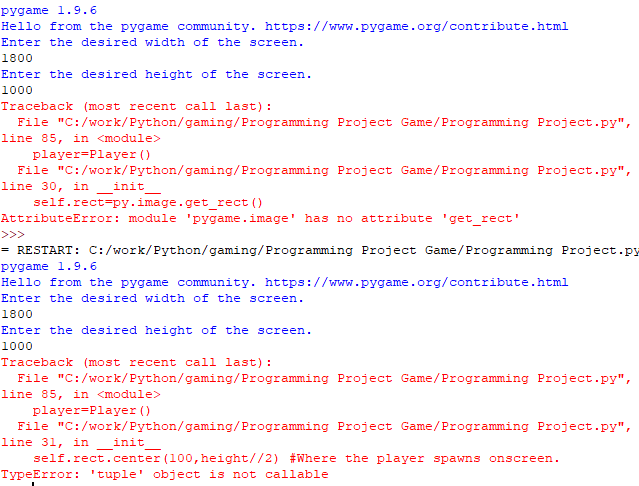 pygame 1.9.6
Hello from the pygame community. https://www.pygame.org/contribute.html
Enter the desired width of the screen.
1800
Enter the desired height of the screen.
1000
Traceback (most recent call last):
  File "C:/work/Python/gaming/Programming Project Game/Programming Project.py",
line 85, in <module>
    player=Player()
  File "C:/work/Python/gaming/Programming Project Game/Programming Project.py",
line 30, in __init__
    self.rect=py.image.get_rect()
AttributeError: module 'pygame.image' has no attribute 'get_rect'
>>>
= RESTART: C:/work/Python/gaming/Programming Project Game/Programming Project.py
pygame 1.9.6
Hello from the pygame community. https://www.pygame.org/contribute.html
Enter the desired width of the screen.
1800
Enter the desired height of the screen.
1000
Traceback (most recent call last):
  File "C:/work/Python/gaming/Programming Project Game/Programming Project.py",
line 85, in <module>
    player=Player()
  File "C:/work/Python/gaming/Programming Project Game/Programming Project.py",
line 31, in __init__
    self.rect.center(100,height//2) #Where the player spawns onscreen.
TypeError: 'tuple' object is not callable